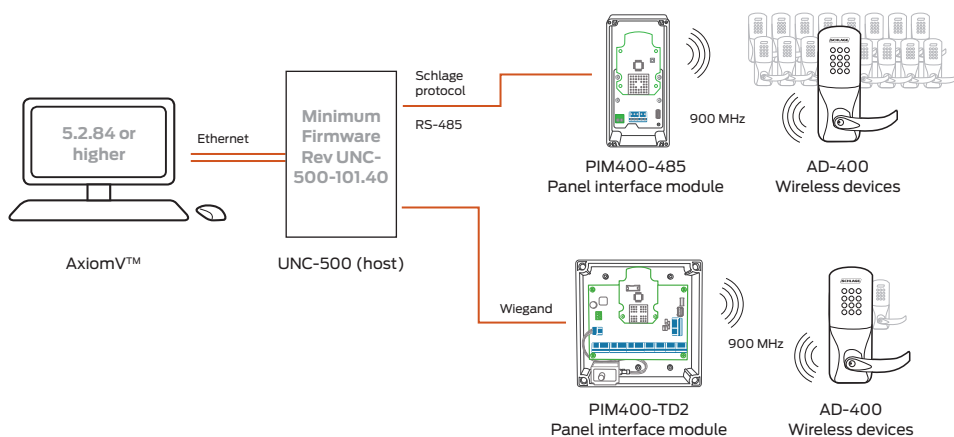 5.2.84 or
higher
AxiomV™
Ethernet
Minimum
Firmware
Rev UNC-
500-101.40
UNC-500 (host)
Schlage
protocol
RS-485
PIM400-485
Panel interface module
900 MHz
SCHLAGE
AD-400
Wireless devices
Wiegand
PIM400-TD2
Panel interface module
900 MHz
SCHLAGE
AD-400
Wireless devices